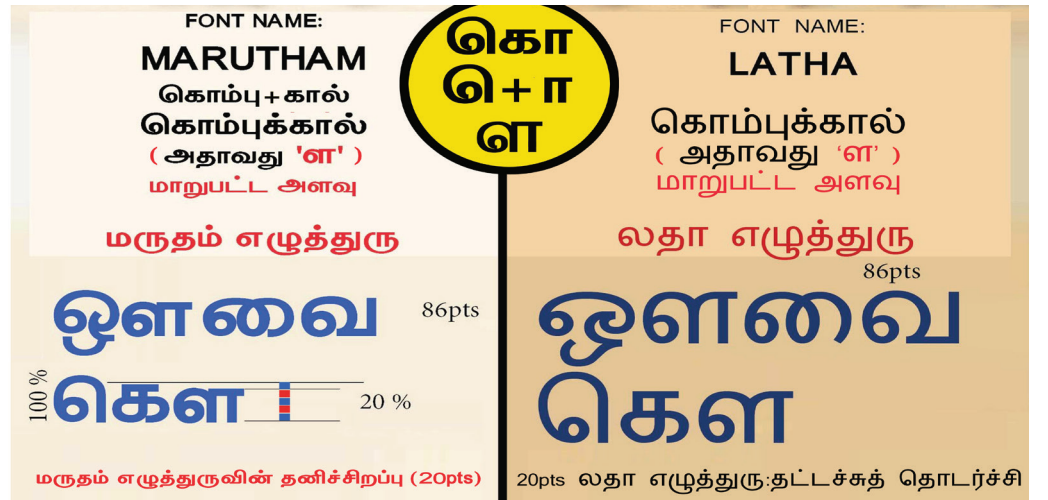 FONT NAME:
MARUTHAM
கொம்பு+கால்
கொம்புக்கால்
( அதாவது 'ள' )
மாறுபட்ட அளவு
மருதம் எழுத்துரு
ஔவை
86pts
100 %
கௌ
20 %
மருதம் எழுத்துருவின் தனிச்சிறப்பு (20pts)
கொ
ெ+ா
ள
FONT NAME:
LATHA
கொம்புக்கால்
( அதாவது ‘ள’ )
மாறுபட்ட அளவு
லதா எழுத்துரு
86pts
ஔவை
கௌ
20pts லதா எழுத்துரு:தட்டச்சுத் தொடர்ச்சி